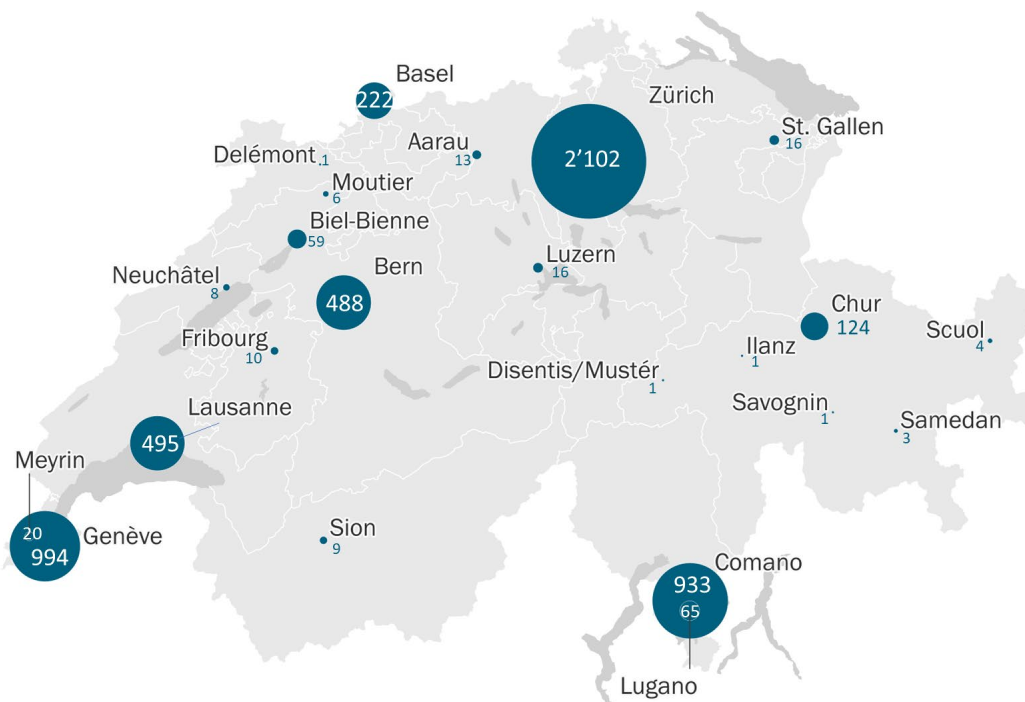 Basel
222
Zürich
2’102
St. Gallen
16
Aarau
13
Delémont
1
Moutier
6
Biel-Bienne
59
Luzern
16
Bern
488
Neuchâtel
8
Chur
124
Fribourg
10
Scuol
4
Ilanz
1
Disentis/Mustér
1
Savognin
1
Samedan
3
Lausanne
495
Meyrin
20
Genève
994
Sion
9
Comano
933
65
Lugano